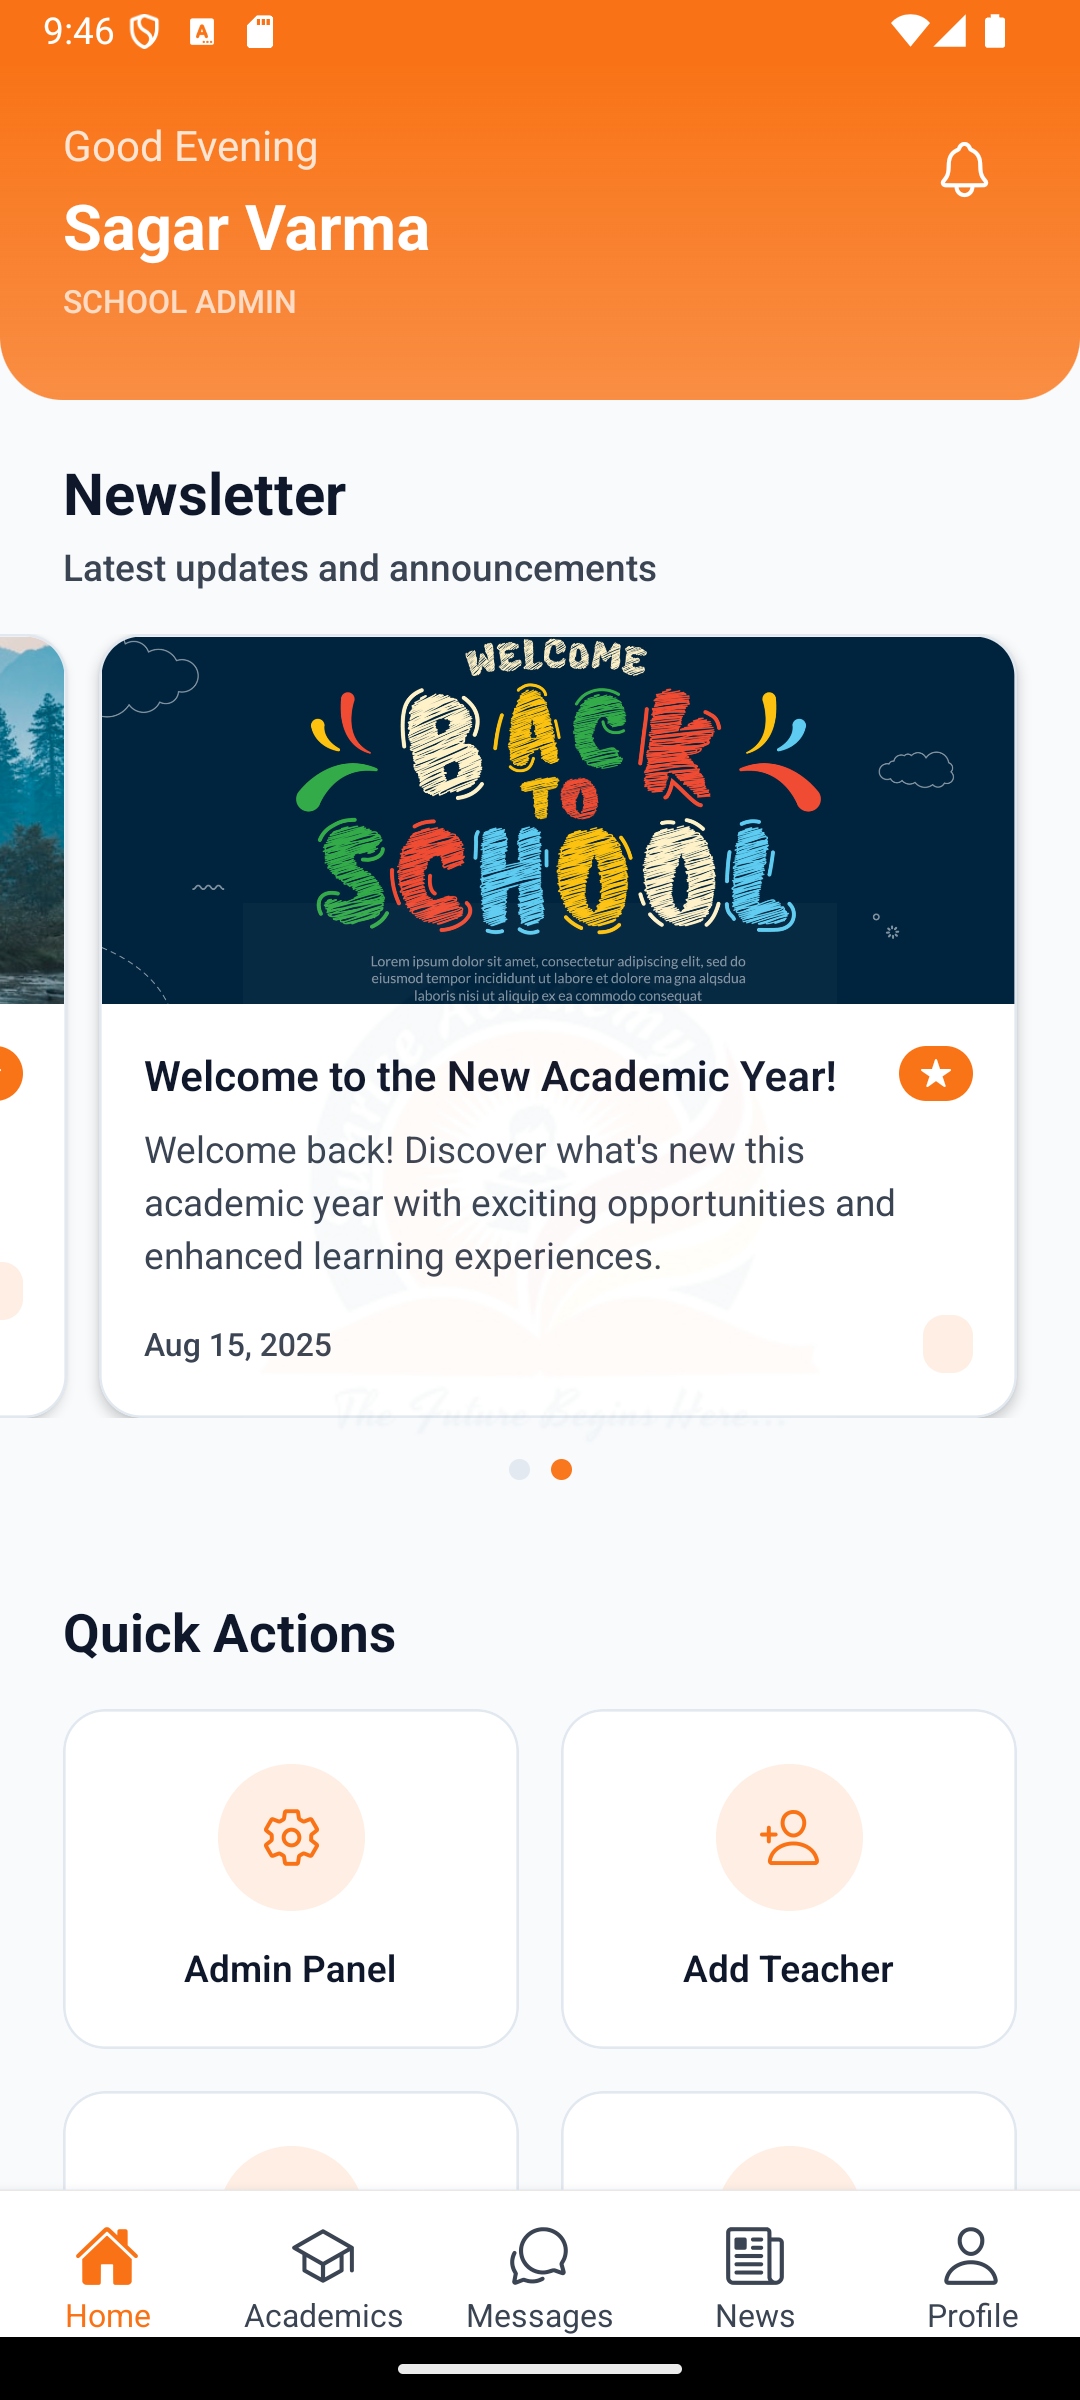 9:46
Good Evening
Sagar Varma
SCHOOL ADMIN
Newsletter
Latest updates and announcements
WELCOME
BACK
TO
SCHOOL
Lorem ipsum dolor sit amet, consectetur adipiscing elit, sed do
eiusmod tempor incididunt ut labore et dolore ma gna alqsdua
laboris nisi ut aliquip ex ea commodo consequat
Welcome to the New Academic Year!
Welcome back! Discover what's new this
academic year with exciting opportunities and
enhanced learning experiences.
Aug 15, 2025
The Future Begins Here...
Quick Actions
Admin Panel
Add Teacher
Home
Academics
Messages
News
Profile